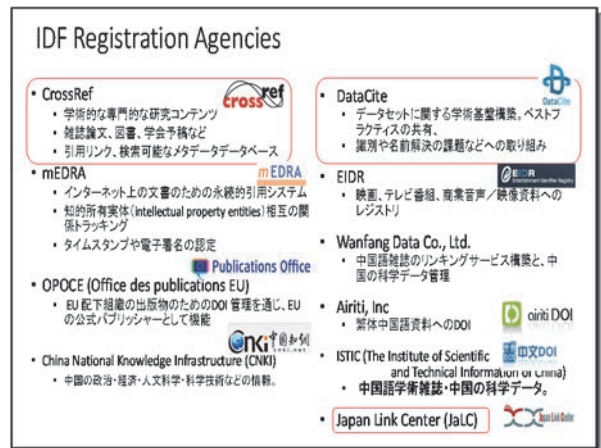 IDF Registration Agencies
• CrossRef
crossref
• 学術的な専門的な研究コンテンツ
• 雑誌論文、図書、学会予稿など
• 引用リンク、検索可能なメタデータデータベース
• mEDRA
mEDRA
• インターネット上の文書のための永続的引用システム
• 知的所有実体(intellectual property entities)相互の関
係トラッキング
• タイムスタンプや電子署名の認定
Publications Office
• OPOCE (Office des publications EU)
• EU 配下組織の出版物のためのDOI 管理を通じ、EU
の公式パブリッシャーとして機能
cnki 中国知网
cnki.net
• China National Knowledge Infrastructure (CNKI)
• 中国の政治・経済・人文科学・科学技術などの情報。
• DataCite
DataCite
• データセットに関する学術基盤構築。ベストプ
ラクティスの共有、
• 識別や名前解決の課題などへの取り組み
• EIDR
EIDR
Entertainment Identifier Registry
• 映画、テレビ番組、商業音声／映像資料への
レジストリ
• Wanfang Data Co., Ltd.
• 中国語雑誌のリンキングサービス構築と、中
国の科学データ管理
• Airiti, Inc
airiti DOI
• 繁体中国語資料へのDOI
• ISTIC (The Institute of Scientific
中文DOI
and Technical Information of China)
• 中国語学術雑誌・中国の科学データ。
• Japan Link Center (JaLC)
Japan Link Center